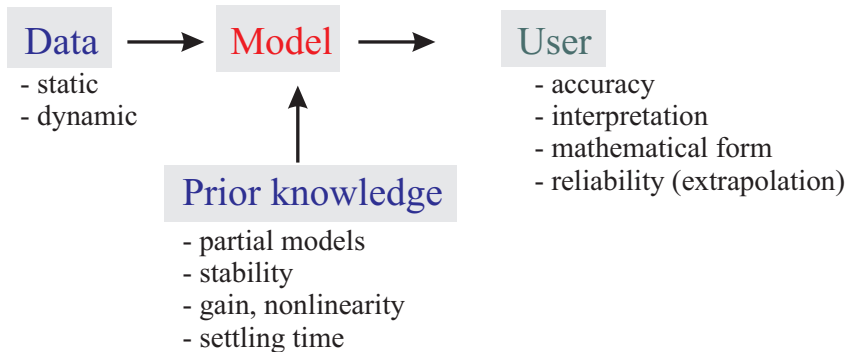 Data
- static
- dynamic
Model
User
- accuracy
- interpretation
- mathematical form
- reliability (extrapolation)
Prior knowledge
- partial models
- stability
- gain, nonlinearity
- settling time